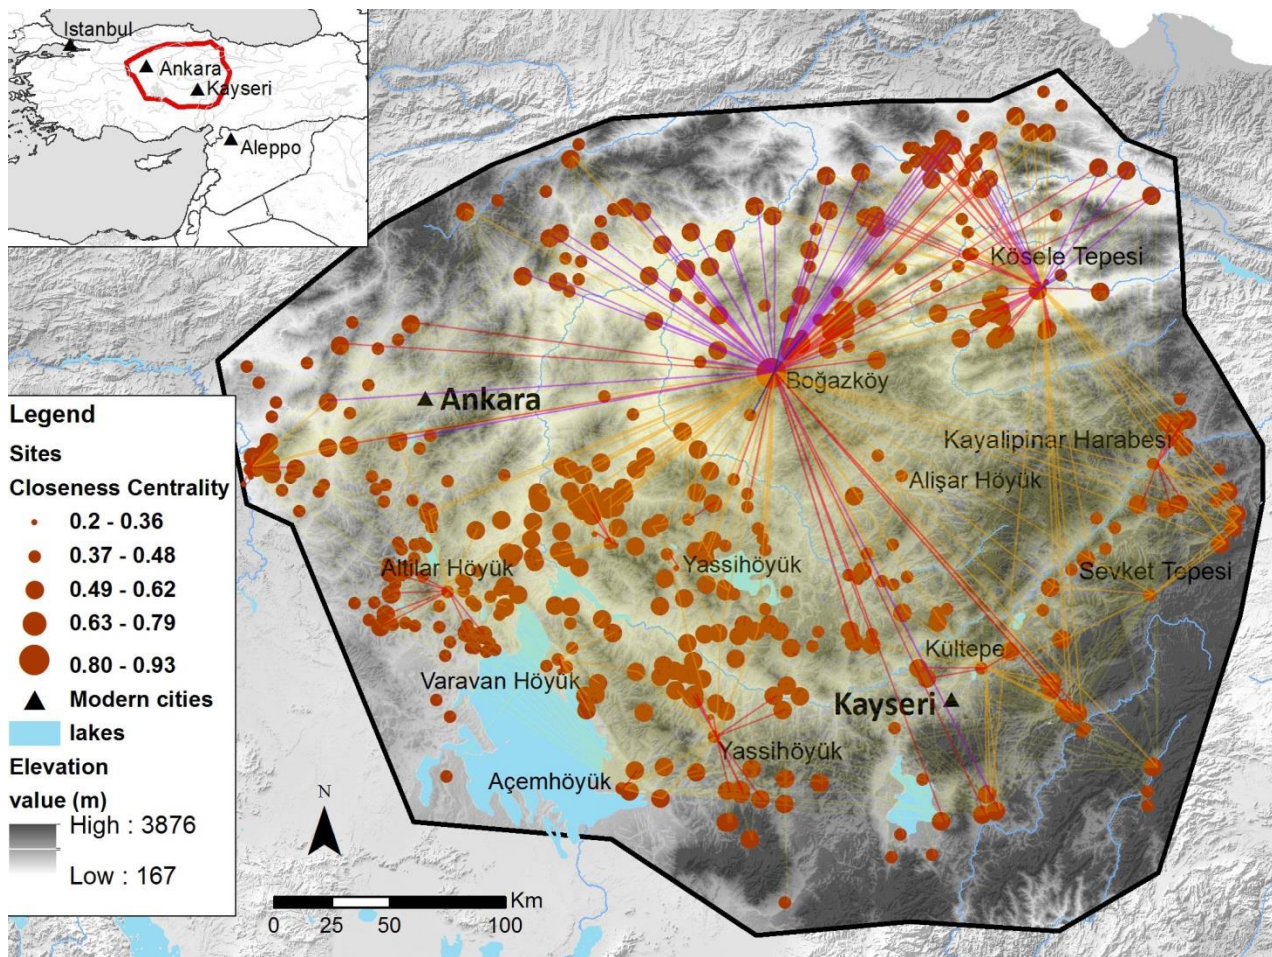 Istanbul
Ankara
Kayseri
Aleppo
Kösele Tepesi
Boğazköy
Ankara
Kayalipinar Harabesi
Alişar Höyük
Altilar Höyük
Yassihöyük
Sevket Tepesi
Kültepe
Varavan Höyük
Kayseri
Yassihöyük
Açemhöyük
Legend
Sites
Closeness Centrality
0.2 - 0.36
0.37 - 0.48
0.49 - 0.62
0.63 - 0.79
0.80 - 0.93
Modern cities
lakes
Elevation
value (m)
High : 3876
Low : 167
N
Km
0 25 50 100